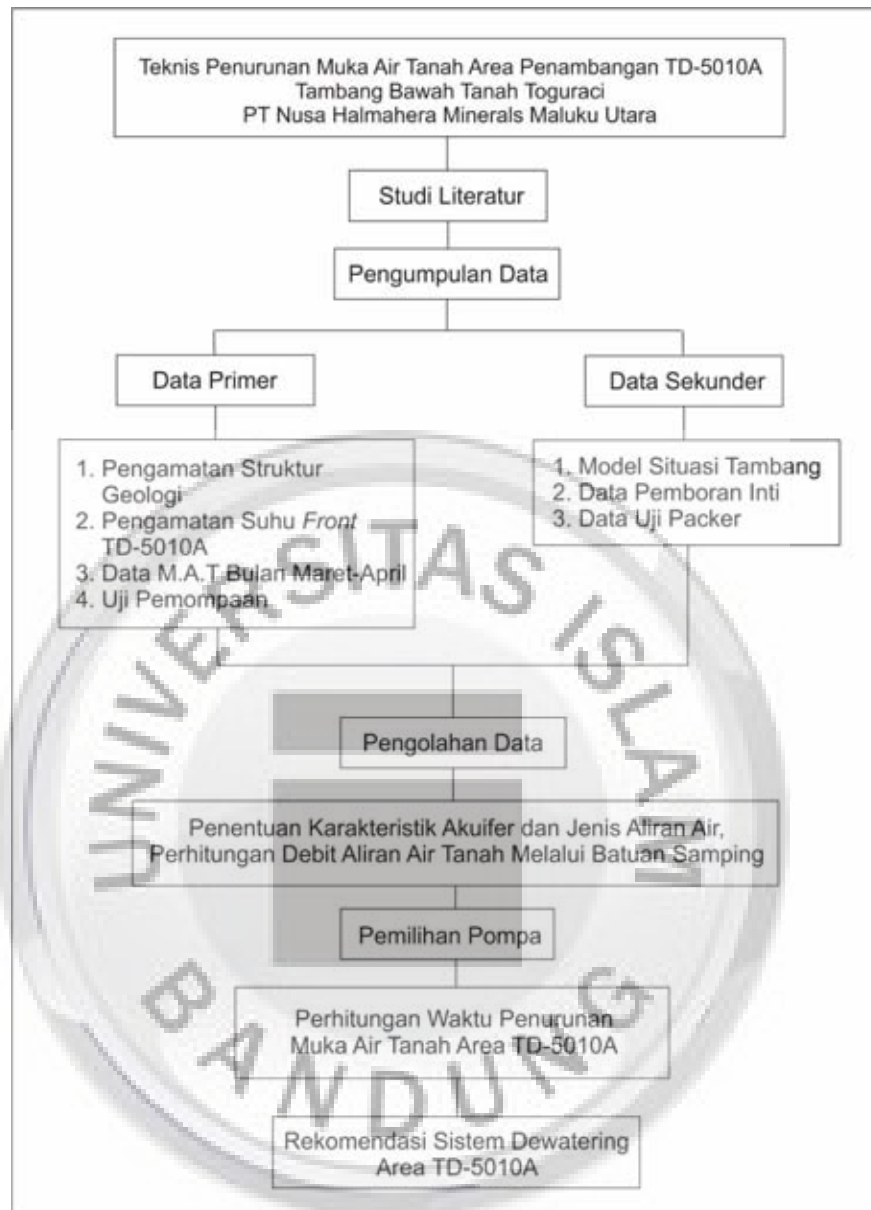 Teknis Penurunan Muka Air Tanah Area Penambangan TD-5010A
Tambang Bawah Tanah Toguraci
PT Nusa Halmahera Minerals Maluku Utara
Studi Literatur
Pengumpulan Data
Data Primer
Data Sekunder
1. Pengamatan Struktur
Geologi
2. Pengamatan Suhu Front
TD-5010A
3. Data M.A.T Bulan Maret-April
4. Uji Pemompaan
1. Model Situasi Tambang
2. Data Pemboran Inti
3. Data Uji Packer
Pengolahan Data
Penentuan Karakteristik Akuifer dan Jenis Aliran Air,
Perhitungan Debit Aliran Air Tanah Melalui Batuan Samping
Pemilihan Pompa
Perhitungan Waktu Penurunan
Muka Air Tanah Area TD-5010A
Rekomendasi Sistem Dewatering
Area TD-5010A
UNIVERSITAS ISLAM
BANDUNG